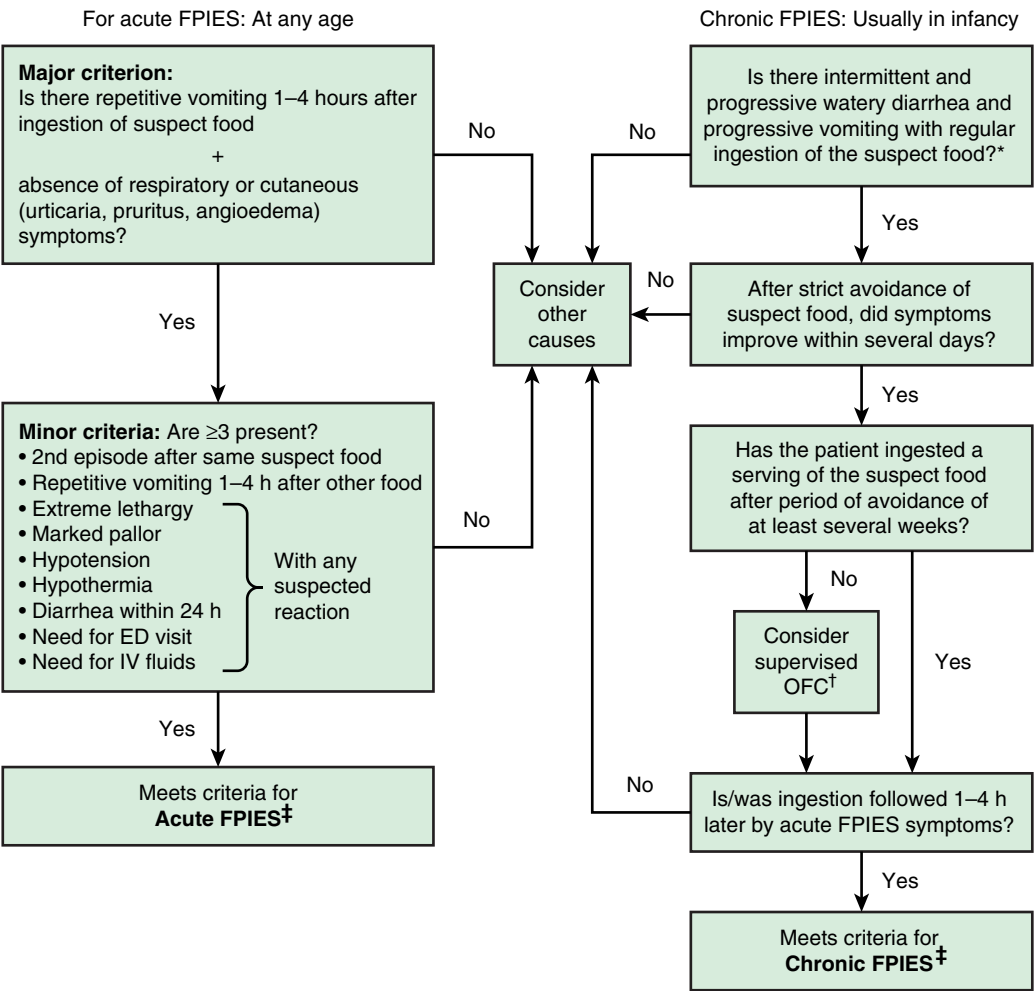 For acute FPIES: At any age
Major criterion:
Is there repetitive vomiting 1–4 hours after
ingestion of suspect food
+
absence of respiratory or cutaneous
(urticaria, pruritus, angioedema)
symptoms?
No
Yes
Minor criteria: Are ≥3 present?
• 2nd episode after same suspect food
• Repetitive vomiting 1–4 h after other food
• Extreme lethargy
• Marked pallor
• Hypotension
• Hypothermia
• Diarrhea within 24 h
• Need for ED visit
• Need for IV fluids
With any
suspected
reaction
No
Yes
Meets criteria for
Acute FPIES‡
Consider
other
causes
Chronic FPIES: Usually in infancy
Is there intermittent and
progressive watery diarrhea and
progressive vomiting with regular
ingestion of the suspect food?*
No
Yes
After strict avoidance of
suspect food, did symptoms
improve within several days?
No
Yes
Has the patient ingested a
serving of the suspect food
after period of avoidance of
at least several weeks?
No
Consider
supervised
OFC†
Yes
Is/was ingestion followed 1–4 h
later by acute FPIES symptoms?
No
Yes
Meets criteria for
Chronic FPIES‡